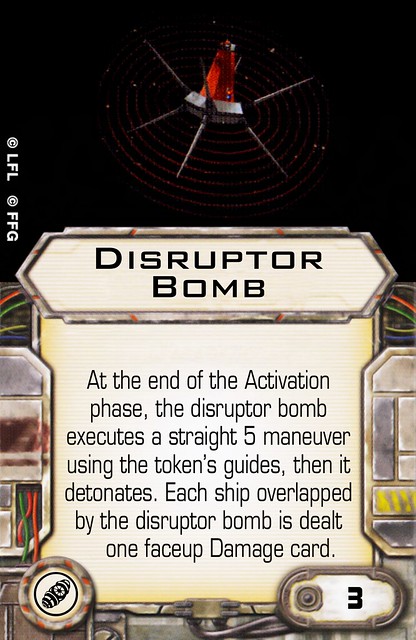 © LFL © FFG
DISRUPTOR
BOMB
At the end of the Activation
phase, the disruptor bomb
executes a straight 5 maneuver
using the token's guides, then it
detonates. Each ship overlapped
by the disruptor bomb is dealt
one faceup Damage card.
3